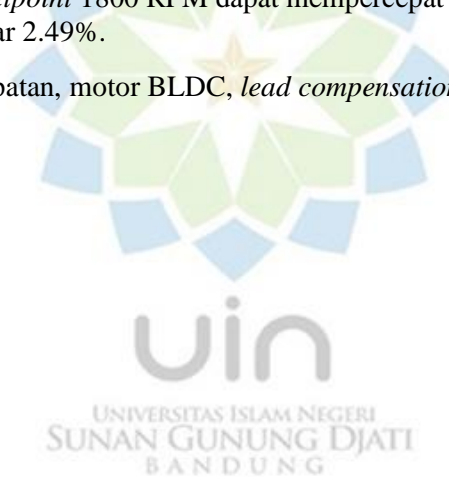 setpoint 1800 RPM dapat mempercepat
ar 2.49%.
patan, motor BLDC, lead compensation
uin
UNIVERSITAS ISLAM NEGERI
SUNAN GUNUNG DJATI
BANDUNG